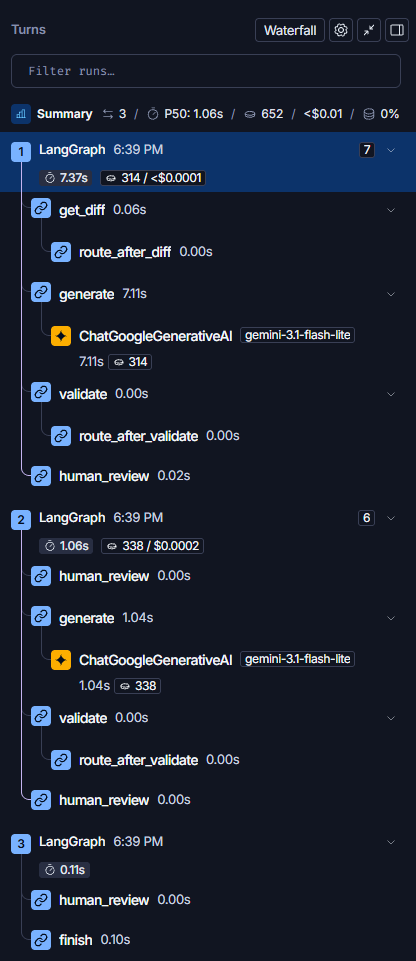 Turns Waterfall
Filter runs…
Summary 3 / P50: 1.06s / 652 / <$0.01 / 0%
1 LangGraph 6:39 PM 7
7.37s 314 / <$0.0001
get_diff 0.06s
route_after_diff 0.00s
generate 7.11s
ChatGoogleGenerativeAI gemini-3.1-flash-lite
7.11s 314
validate 0.00s
route_after_validate 0.00s
human_review 0.02s
2 LangGraph 6:39 PM 6
1.06s 338 / $0.0002
human_review 0.00s
generate 1.04s
ChatGoogleGenerativeAI gemini-3.1-flash-lite
1.04s 338
validate 0.00s
route_after_validate 0.00s
human_review 0.00s
3 LangGraph 6:39 PM
0.11s
human_review 0.00s
finish 0.10s